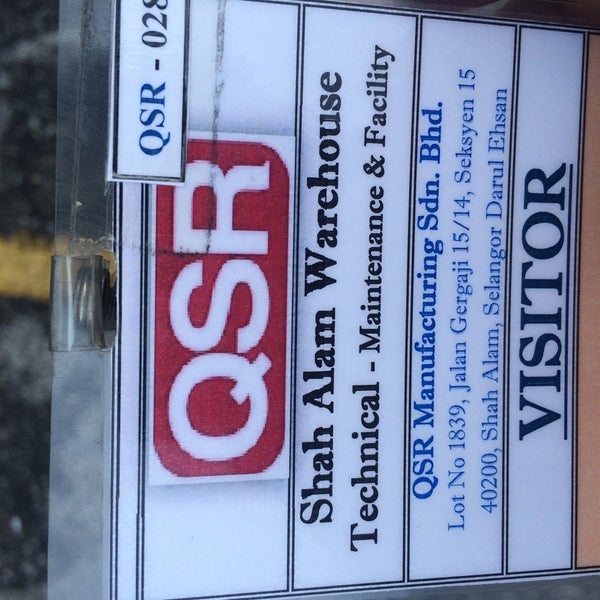 QSR - 028
QSR
Shah Alam Warehouse
Technical - Maintenance & Facility
QSR Manufacturing Sdn. Bhd.
Lot No 1839, Jalan Gergaji 15/14, Seksyen 15
40200, Shah Alam, Selangor Darul Ehsan
VISITOR